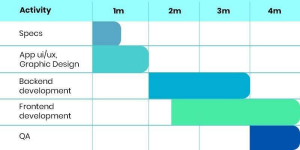 Activity 1m 2m 3m 4m
Specs
App ui/ux,
Graphic Design
Backend
development
Frontend
development
QA